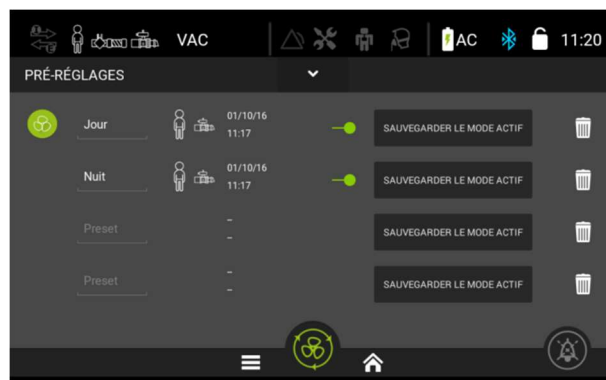 VAC
AC
11:20
PRÉ-RÉGLAGES
Jour
01/10/16
11:17
SAUVEGARDER LE MODE ACTIF
Nuit
01/10/16
11:17
SAUVEGARDER LE MODE ACTIF
Preset
–
–
SAUVEGARDER LE MODE ACTIF
Preset
–
–
SAUVEGARDER LE MODE ACTIF